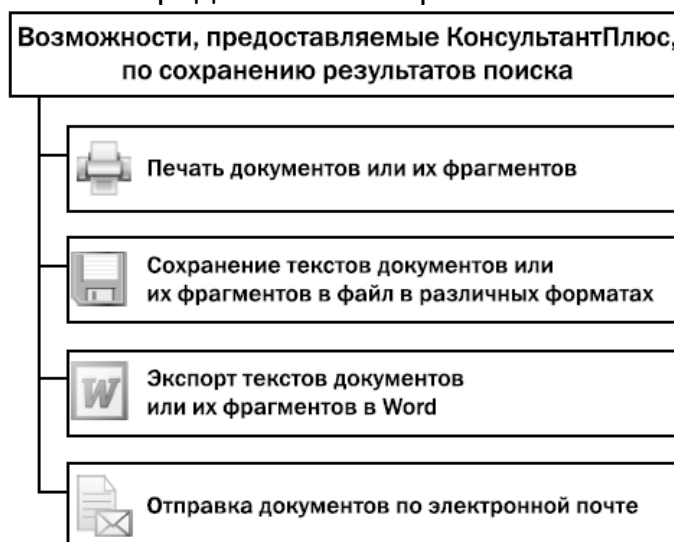 Возможности, предоставляемые КонсультантПлюс,
по сохранению результатов поиска
Печать документов или их фрагментов
Сохранение текстов документов или
их фрагментов в файл в различных форматах
W
Экспорт текстов документов
или их фрагментов в Word
Отправка документов по электронной почте